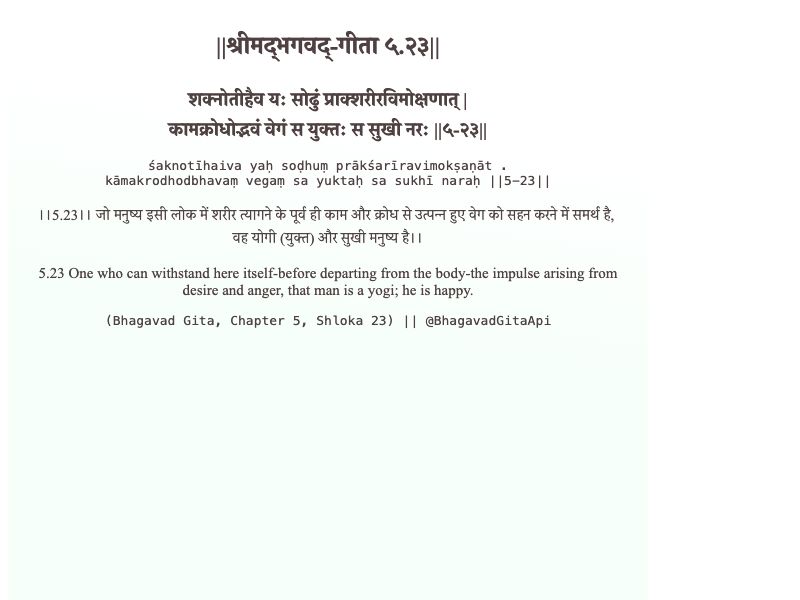 ||श्रीमद्‍भगवद्‍-गीता ५.२३||
शक्नोतीहैव यः सोढुं प्राक्शरीरविमोक्षणात् |
कामक्रोधोद्भवं वेगं स युक्तः स सुखी नरः ||५-२३||
śaknotīhaiva yaḥ soḍhuṃ prākśarīravimokṣaṇāt .
kāmakrodhodbhavaṃ vegaṃ sa yuktaḥ sa sukhī naraḥ ||5-23||
।।5.23।। जो मनुष्य इसी लोक में शरीर त्यागने के पूर्व ही काम और क्रोध से उत्पन्न हुए वेग को सहन करने में समर्थ है,
वह योगी (युक्त) और सुखी मनुष्य है।।
5.23 One who can withstand here itself-before departing from the body-the impulse arising from
desire and anger, that man is a yogi; he is happy.
(Bhagavad Gita, Chapter 5, Shloka 23) || @BhagavadGitaApi